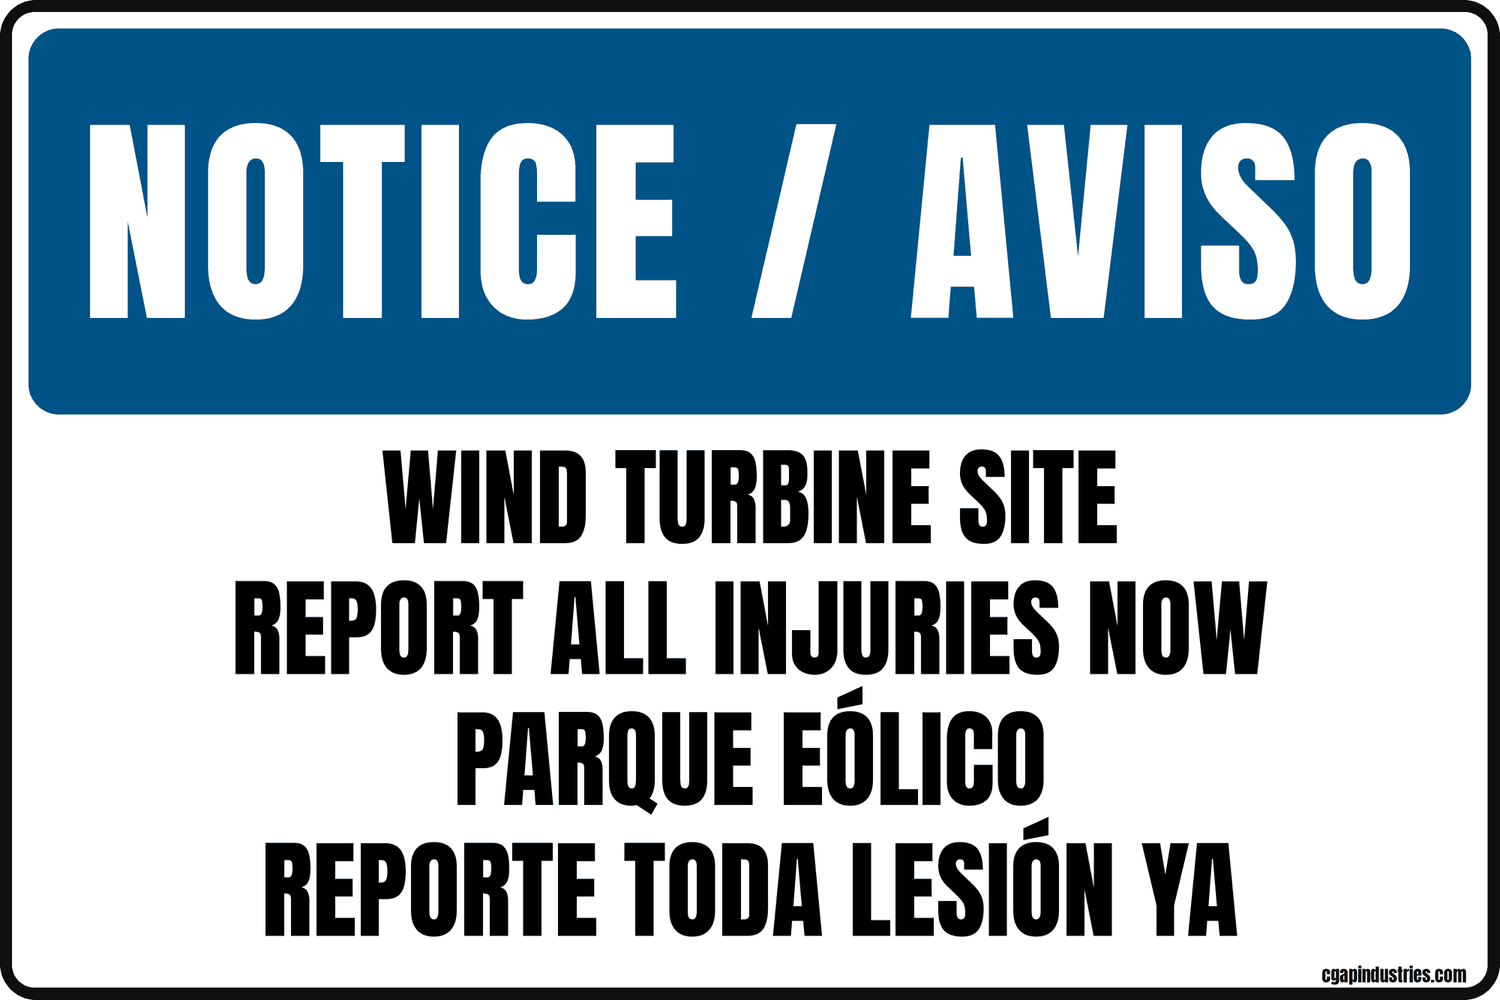 NOTICE / AVISO
WIND TURBINE SITE
REPORT ALL INJURIES NOW
PARQUE EÓLICO
REPORTE TODA LESIÓN YA
cgapindustries.com